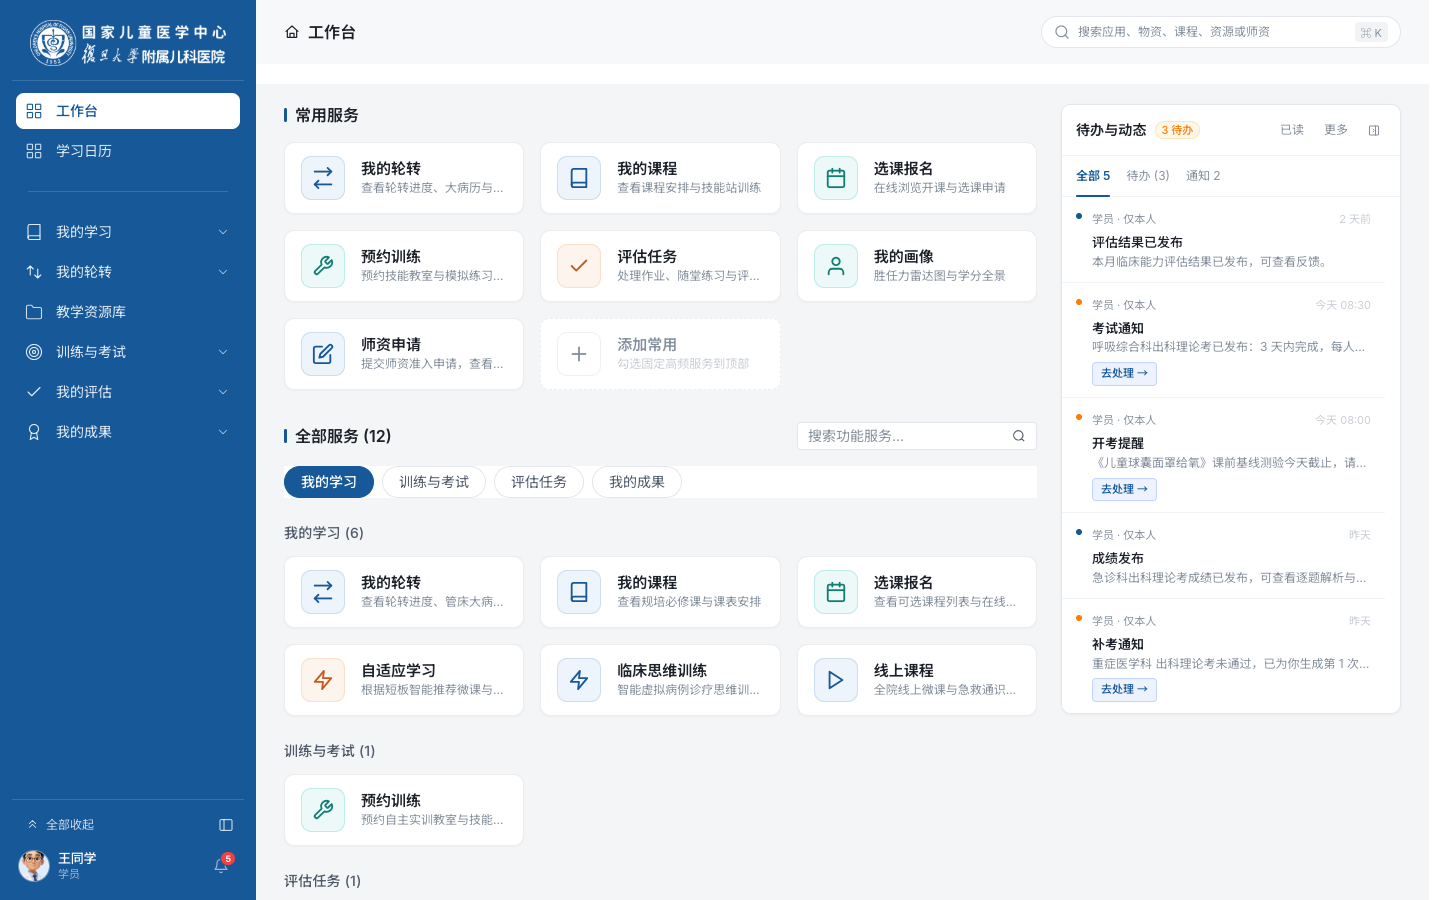 国家儿童医学中心
復旦大学附属儿科医院
工作台
学习日历
我的学习
我的轮转
教学资源库
训练与考试
我的评估
我的成果
全部收起
王同学
学员
5
工作台
搜索应用、物资、课程、资源或师资
⌘ K
常用服务
我的轮转
查看轮转进度、大病历与...
我的课程
查看课程安排与技能站训练
选课报名
在线浏览开课与选课申请
预约训练
预约技能教室与模拟练习...
评估任务
处理作业、随堂练习与评...
我的画像
胜任力雷达图与学分全景
师资申请
提交师资准入申请，查看...
添加常用
勾选固定高频服务到顶部
全部服务 (12)
搜索功能服务...
我的学习
训练与考试
评估任务
我的成果
我的学习 (6)
我的轮转
查看轮转进度、管床大病...
我的课程
查看规培必修课与课表安排
选课报名
查看可选课程列表与在线...
自适应学习
根据短板智能推荐微课与...
临床思维训练
智能虚拟病例诊疗思维训...
线上课程
全院线上微课与急救通识...
训练与考试 (1)
预约训练
预约自主实训教室与技能...
评估任务 (1)
待办与动态
3 待办
已读
更多
全部 5
待办 (3)
通知 2
学员 · 仅本人
2 天前
评估结果已发布
本月临床能力评估结果已发布，可查看反馈。
学员 · 仅本人
今天 08:30
考试通知
呼吸综合科出科理论考已发布：3 天内完成，每人...
去处理 →
学员 · 仅本人
今天 08:00
开考提醒
《儿童球囊面罩给氧》课前基线测验今天截止，请...
去处理 →
学员 · 仅本人
昨天
成绩发布
急诊科出科理论考成绩已发布，可查看逐题解析与...
学员 · 仅本人
昨天
补考通知
重症医学科 出科理论考未通过，已为你生成第 1 次...
去处理 →